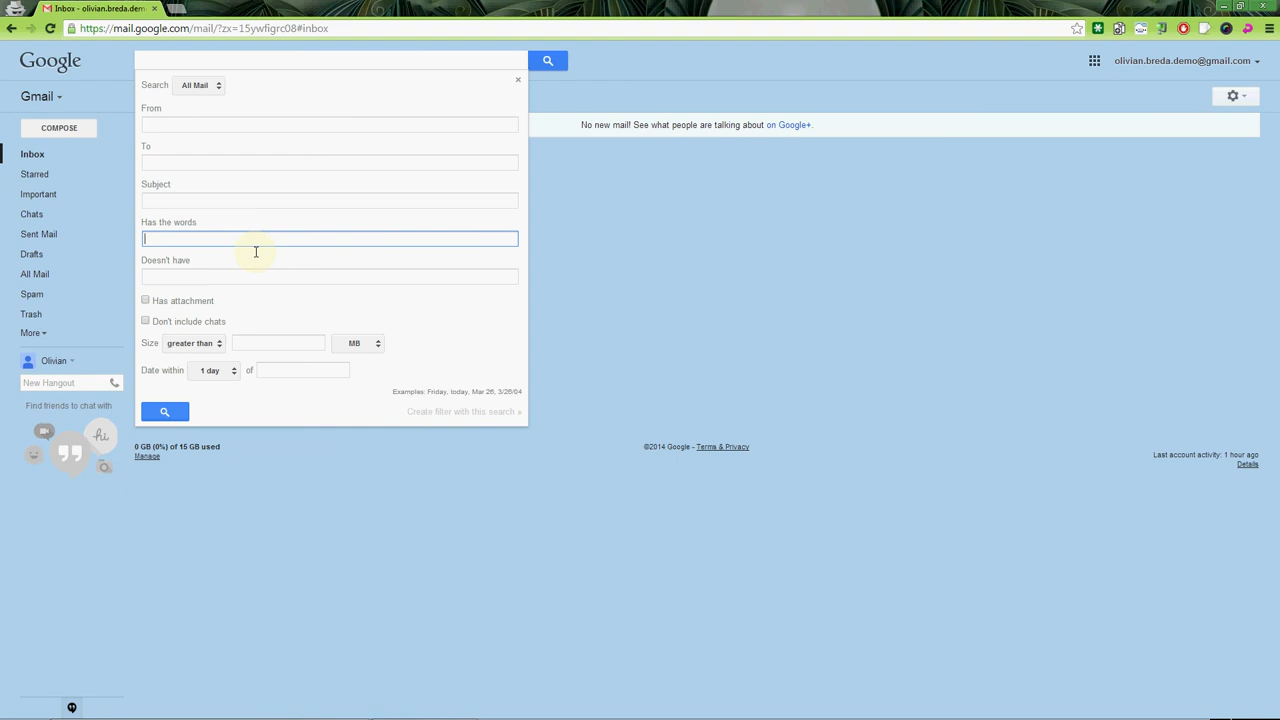 Inbox - olivian.breda.demo
https://mail.google.com/mail/?zx=15ywfigrc08#inbox
Google
olivian.breda.demo@gmail.com
Gmail
Search All Mail
From
To
Subject
Has the words
Doesn't have
Has attachment
Don't include chats
Size greater than MB
Date within 1 day of
Examples: Friday, today, Mar 26, 3/26/04
Create filter with this search »
No new mail! See what people are talking about on Google+.
COMPOSE
Inbox
Starred
Important
Chats
Sent Mail
Drafts
All Mail
Spam
Trash
More
Olivian
New Hangout
Find friends to chat with
hi
0 GB (0%) of 15 GB used
Manage
©2014 Google - Terms & Privacy
Last account activity: 1 hour ago
Details